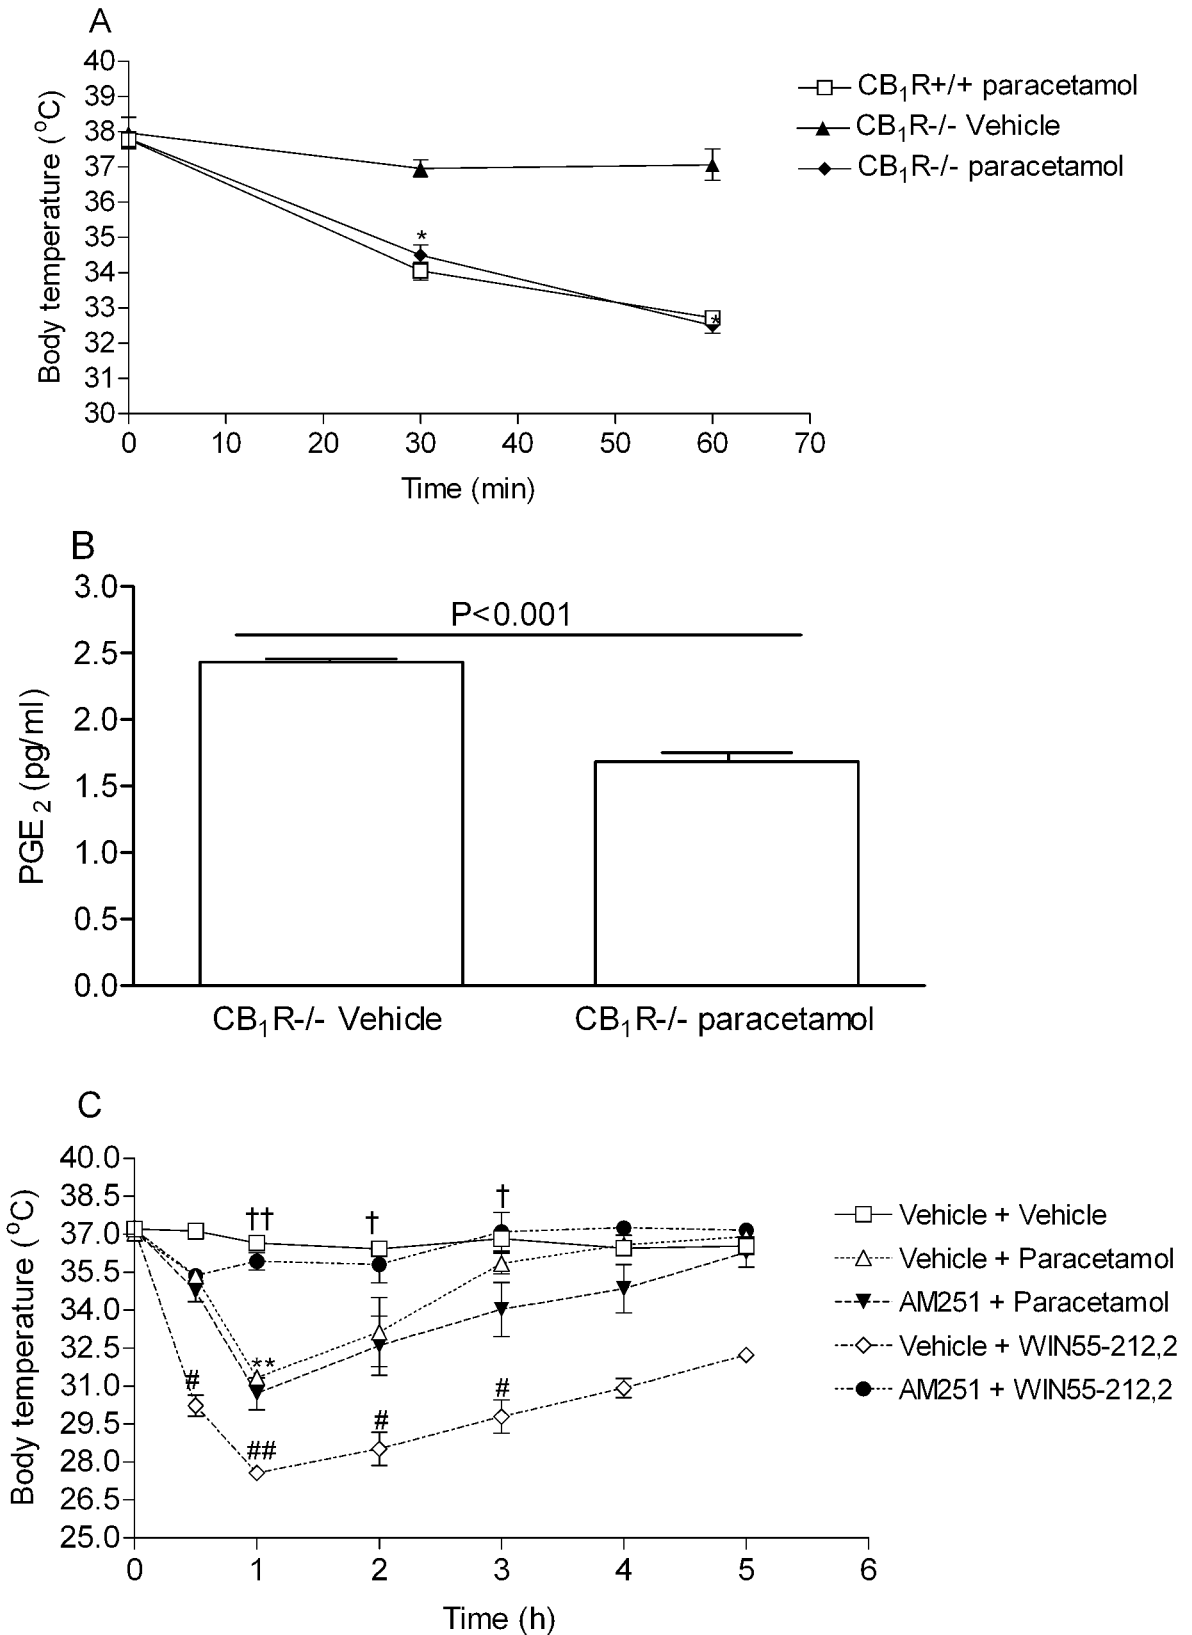 A
40
39
38
37
36
35
34
33
32
31
30
Body temperature (°C)
* *
0 10 20 30 40 50 60 70
Time (min)
CB₁R+/+ paracetamol
CB₁R-/- Vehicle
CB₁R-/- paracetamol
B
3.0
2.5
2.0
1.5
1.0
0.5
0.0
PGE₂ (pg/ml)
P<0.001
CB₁R-/- Vehicle CB₁R-/- paracetamol
C
40.0
38.5
37.0
35.5
34.0
32.5
31.0
29.5
28.0
26.5
25.0
Body temperature (°C)
†† † †
**
# ## # #
0 1 2 3 4 5 6
Time (h)
Vehicle + Vehicle
Vehicle + Paracetamol
AM251 + Paracetamol
Vehicle + WIN55-212,2
AM251 + WIN55-212,2